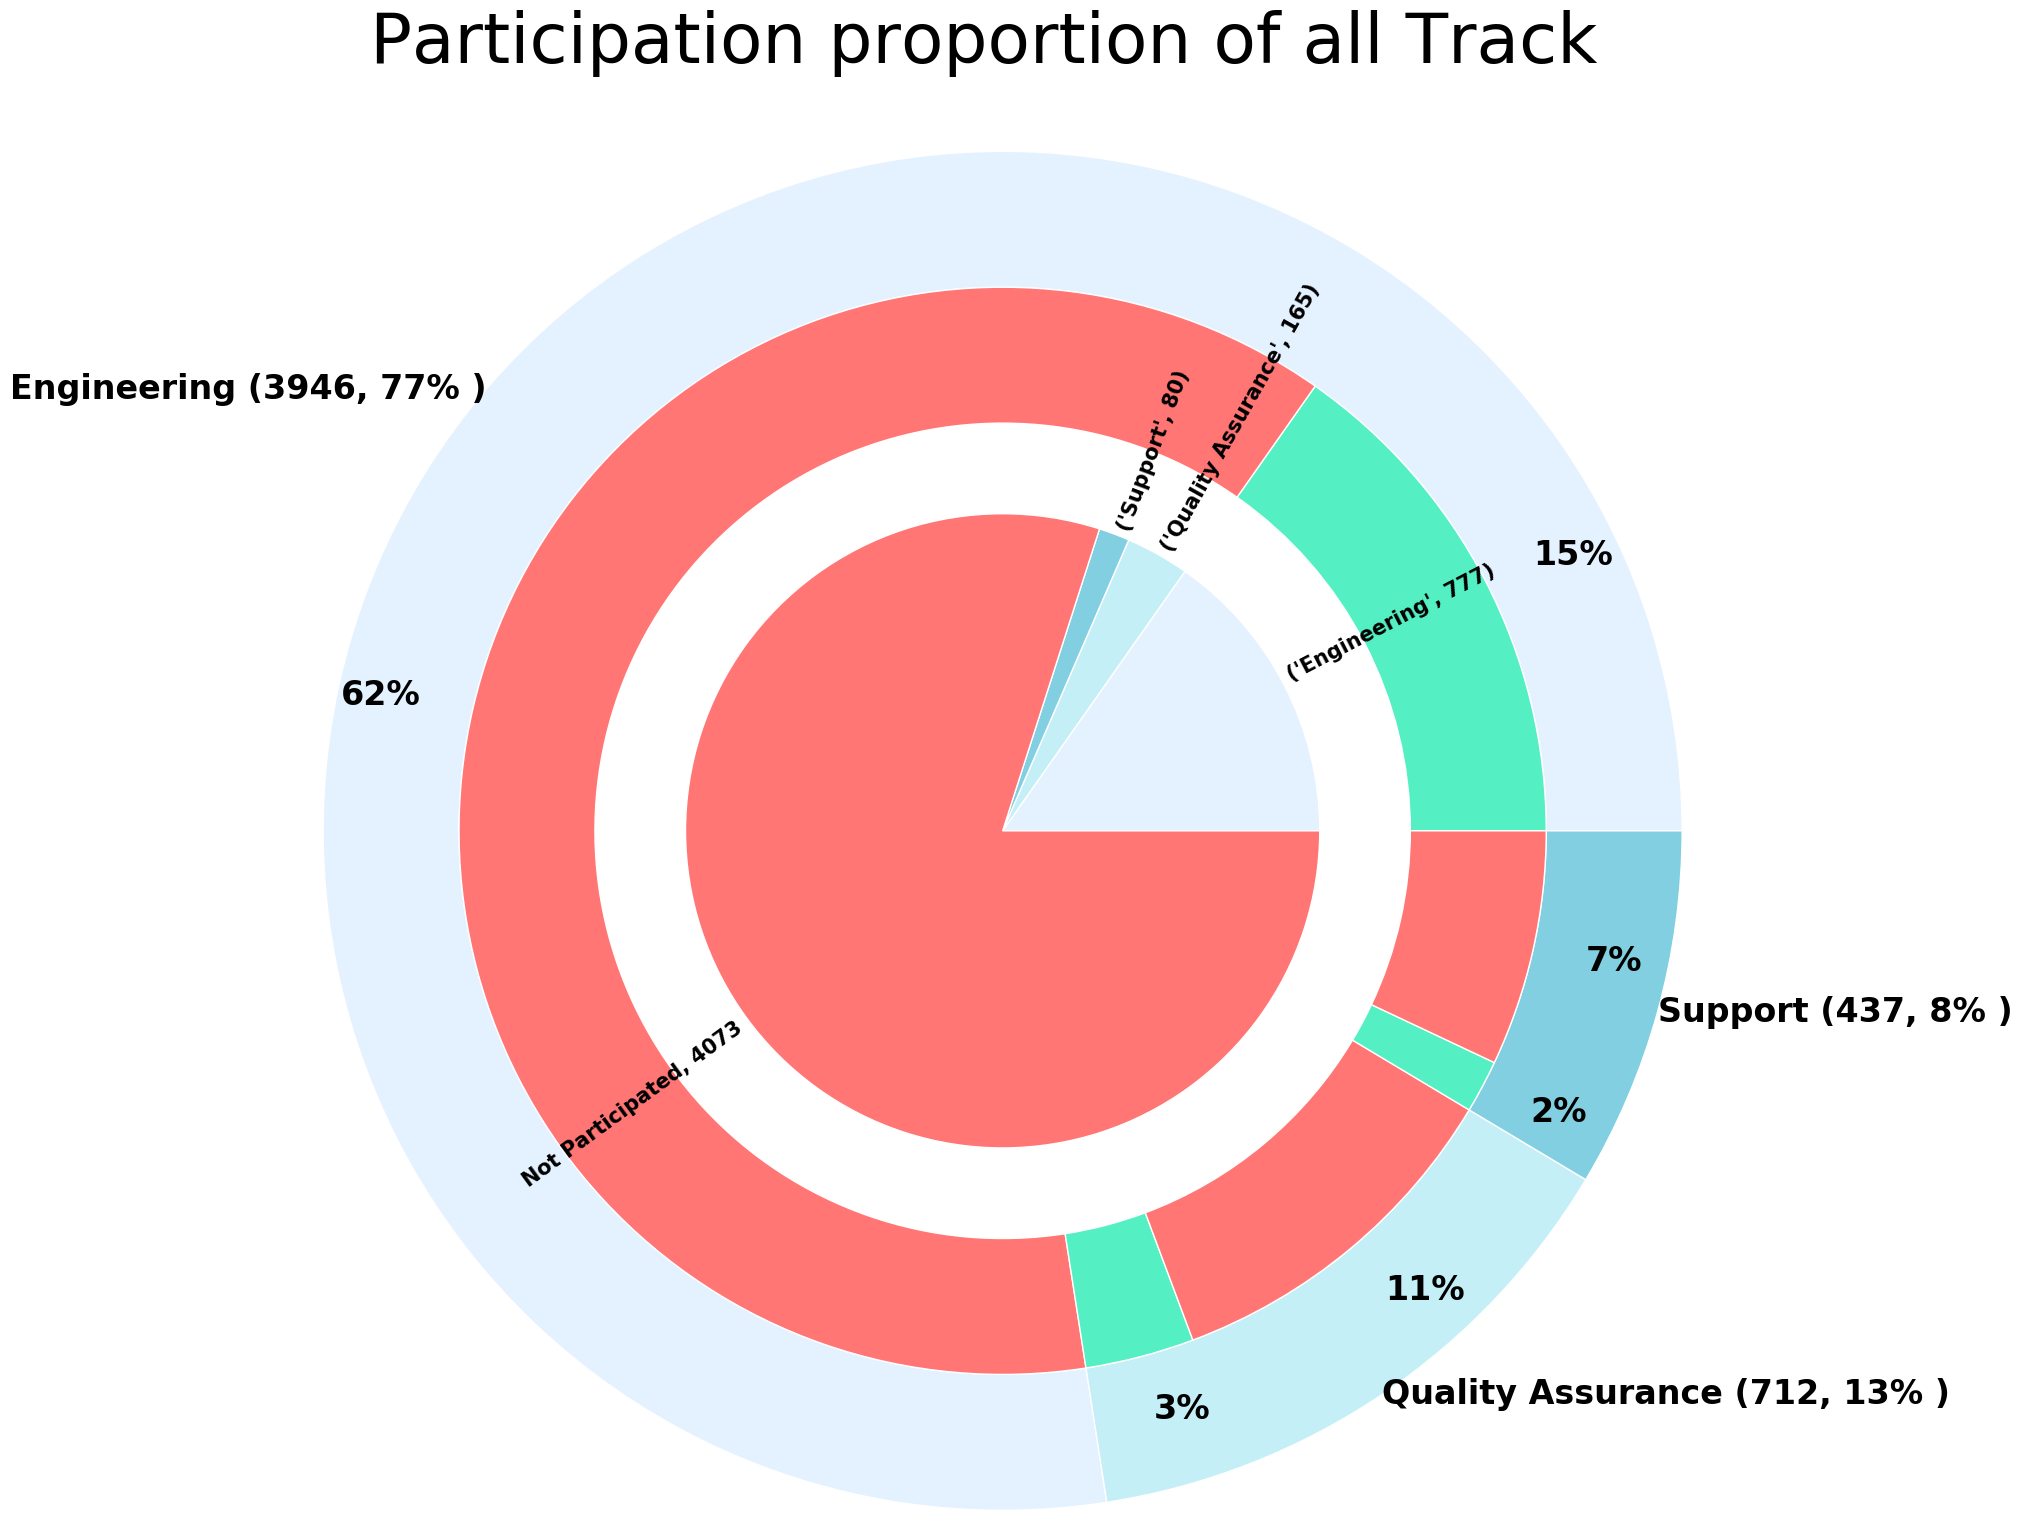 Participation proportion of all Track
('Quality Assurance', 165)
('Support', 80)
Engineering (3946, 77% )
15%
('Engineering', 777)
62%
7%
Support (437, 8% )
Not Participated, 4073
2%
11%
Quality Assurance (712, 13% )
3%